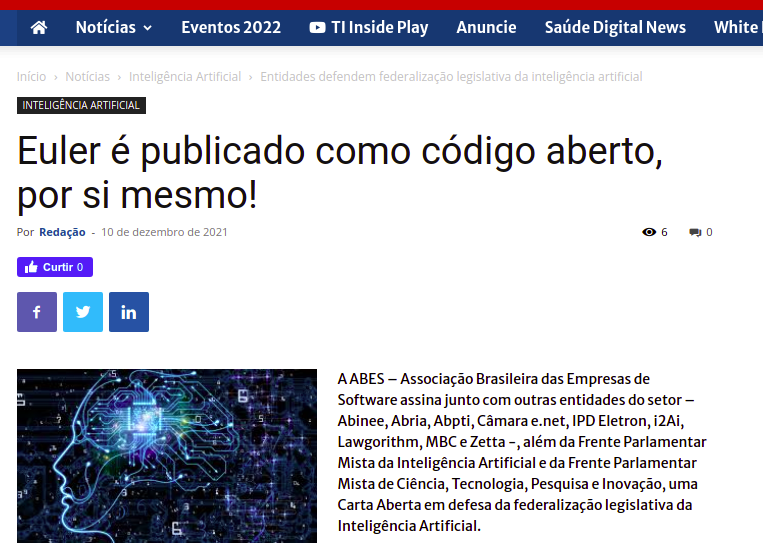 Notícias Eventos 2022 TI Inside Play Anuncie Saúde Digital News White
Início › Notícias › Inteligência Artificial › Entidades defendem federalização legislativa da inteligência artificial
INTELIGÊNCIA ARTIFICIAL
Euler é publicado como código aberto,
por si mesmo!
Por Redação - 10 de dezembro de 2021 6 0
Curtir 0
A ABES – Associação Brasileira das Empresas de
Software assina junto com outras entidades do setor –
Abinee, Abria, Abpti, Câmara e.net, IPD Eletron, i2Ai,
Lawgorithm, MBC e Zetta -, além da Frente Parlamentar
Mista da Inteligência Artificial e da Frente Parlamentar
Mista de Ciência, Tecnologia, Pesquisa e Inovação, uma
Carta Aberta em defesa da federalização legislativa da
Inteligência Artificial.